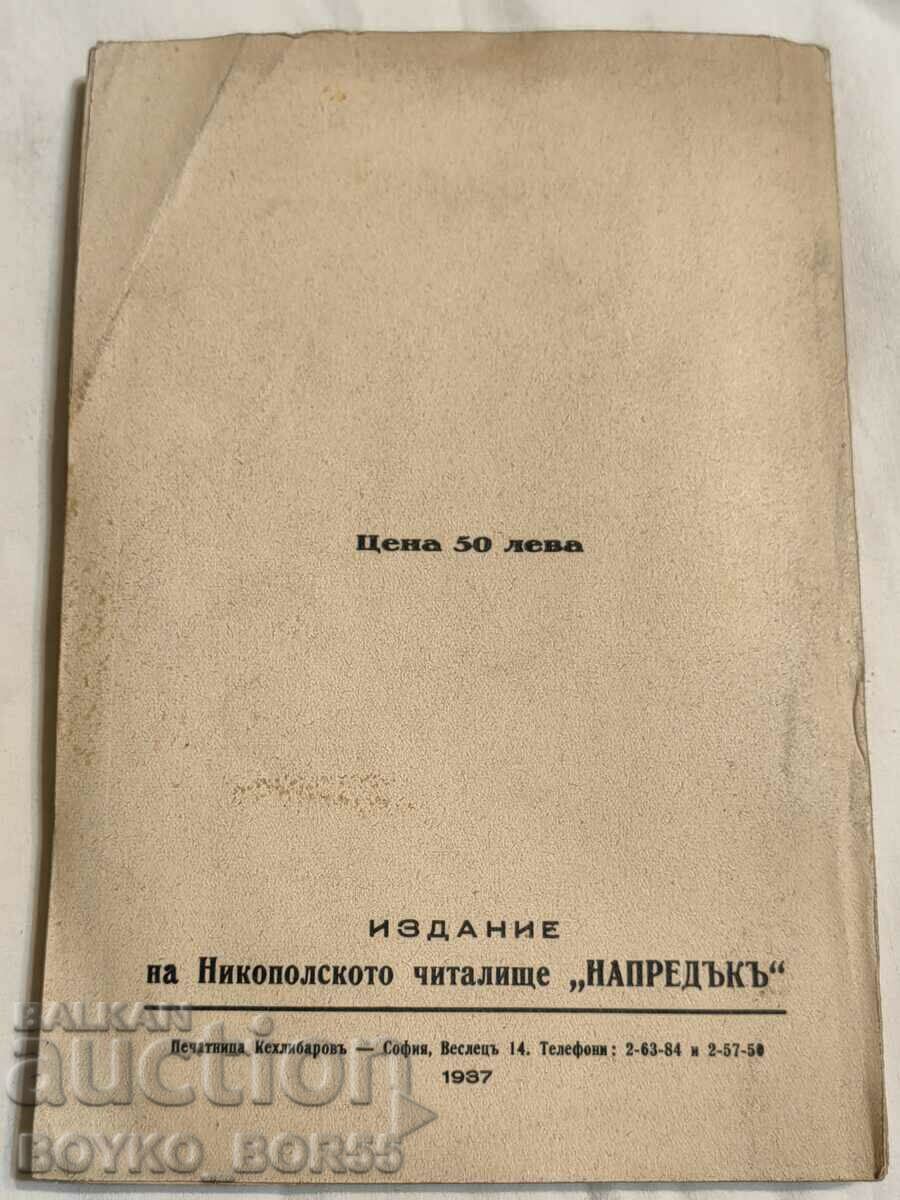 Цена 50 лева
ИЗДАНИЕ
на Никополското читалище „НАПРЕДЪКЪ“
Печатница Кехлибаровъ — София, Веслецъ 14. Телефони: 2-63-84 и 2-57-50
1937
BALKAN
auction
BOYKO_BOR55